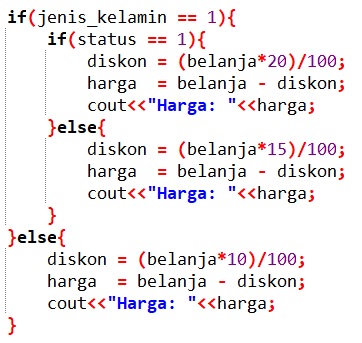 if(jenis_kelamin == 1){
    if(status == 1){
        diskon = (belanja*20)/100;
        harga  = belanja - diskon;
        cout<<"Harga: "<<harga;
    }else{
        diskon = (belanja*15)/100;
        harga  = belanja - diskon;
        cout<<"Harga: "<<harga;
    }
}else{
    diskon = (belanja*10)/100;
    harga  = belanja - diskon;
    cout<<"Harga: "<<harga;
}